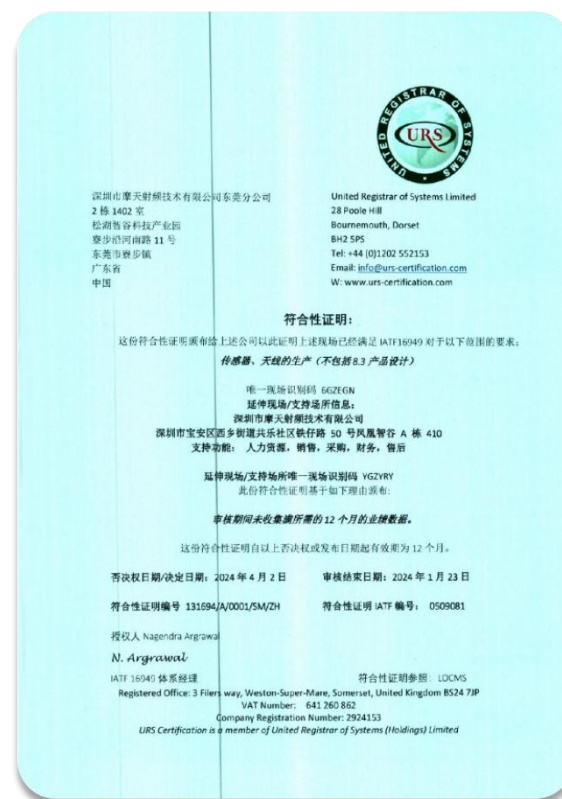 UNITED REGISTRAR OF SYSTEMS
URS
深圳市摩天射频技术有限公司东莞分公司
2 栋 1402 室
松湖智谷科技产业园
寮步沿河南路 11 号
东莞市寮步镇
广东省
中国
United Registrar of Systems Limited
28 Poole Hill
Bournemouth, Dorset
BH2 5PS
Tel: +44 (0)1202 552153
Email: info@urs-certification.com
W: www.urs-certification.com
符合性证明：
这份符合性证明颁布给上述公司以此证明上述现场已经满足 IATF16949 对于以下范围的要求：
传感器、天线的生产（不包括8.3 产品设计）
唯一现场识别码 6GZEGN
延伸现场/支持场所信息：
深圳市摩天射频技术有限公司
深圳市宝安区西乡街道共乐社区铁仔路 50 号凤凰智谷 A 栋 410
支持功能： 人力资源，销售，采购，财务，售后
延伸现场/支持场所唯一现场识别码 YGZYRY
此份符合性证明基于如下理由颁布：
审核期间未收集满所需的 12 个月的业绩数据。
这份符合性证明自以上否决权或发布日期起有效期为 12 个月。
否决权日期/决定日期：2024 年 4 月 2 日 审核结束日期：2024 年 1 月 23 日
符合性证明编号 131694/A/0001/SM/ZH 符合性证明 IATF 编号： 0509081
授权人 Nagendra Argrawal
N. Argrawal
IATF 16949 体系经理 符合性证明参照：LOCMS
Registered Office: 3 Filers way, Weston-Super-Mare, Somerset, United Kingdom BS24 7JP
VAT Number: 641 260 862
Company Registration Number: 2924153
URS Certification is a member of United Registrar of Systems (Holdings) Limited